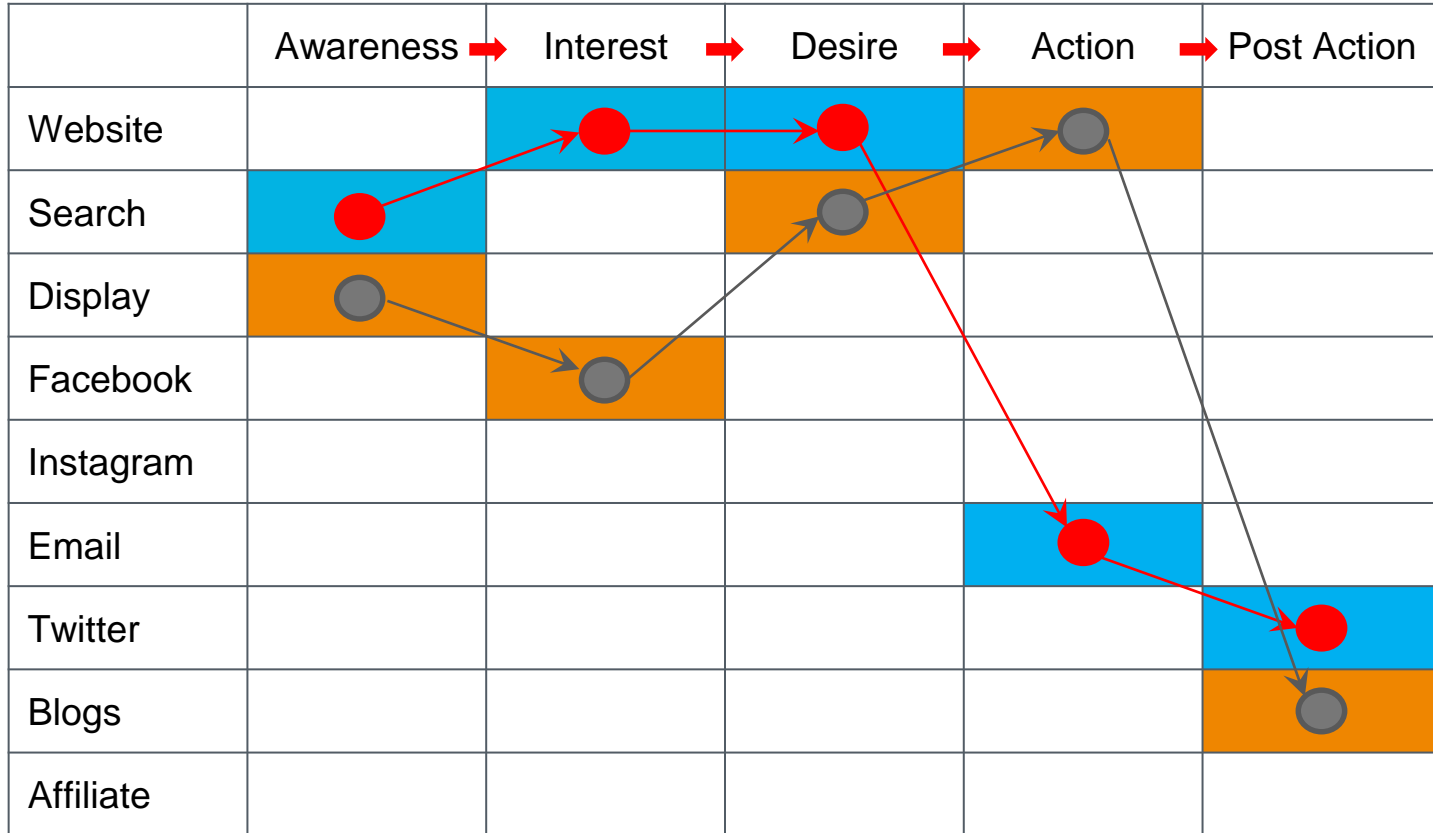 Awareness Interest Desire Action Post Action
Website
Search
Display
Facebook
Instagram
Email
Twitter
Blogs
Affiliate